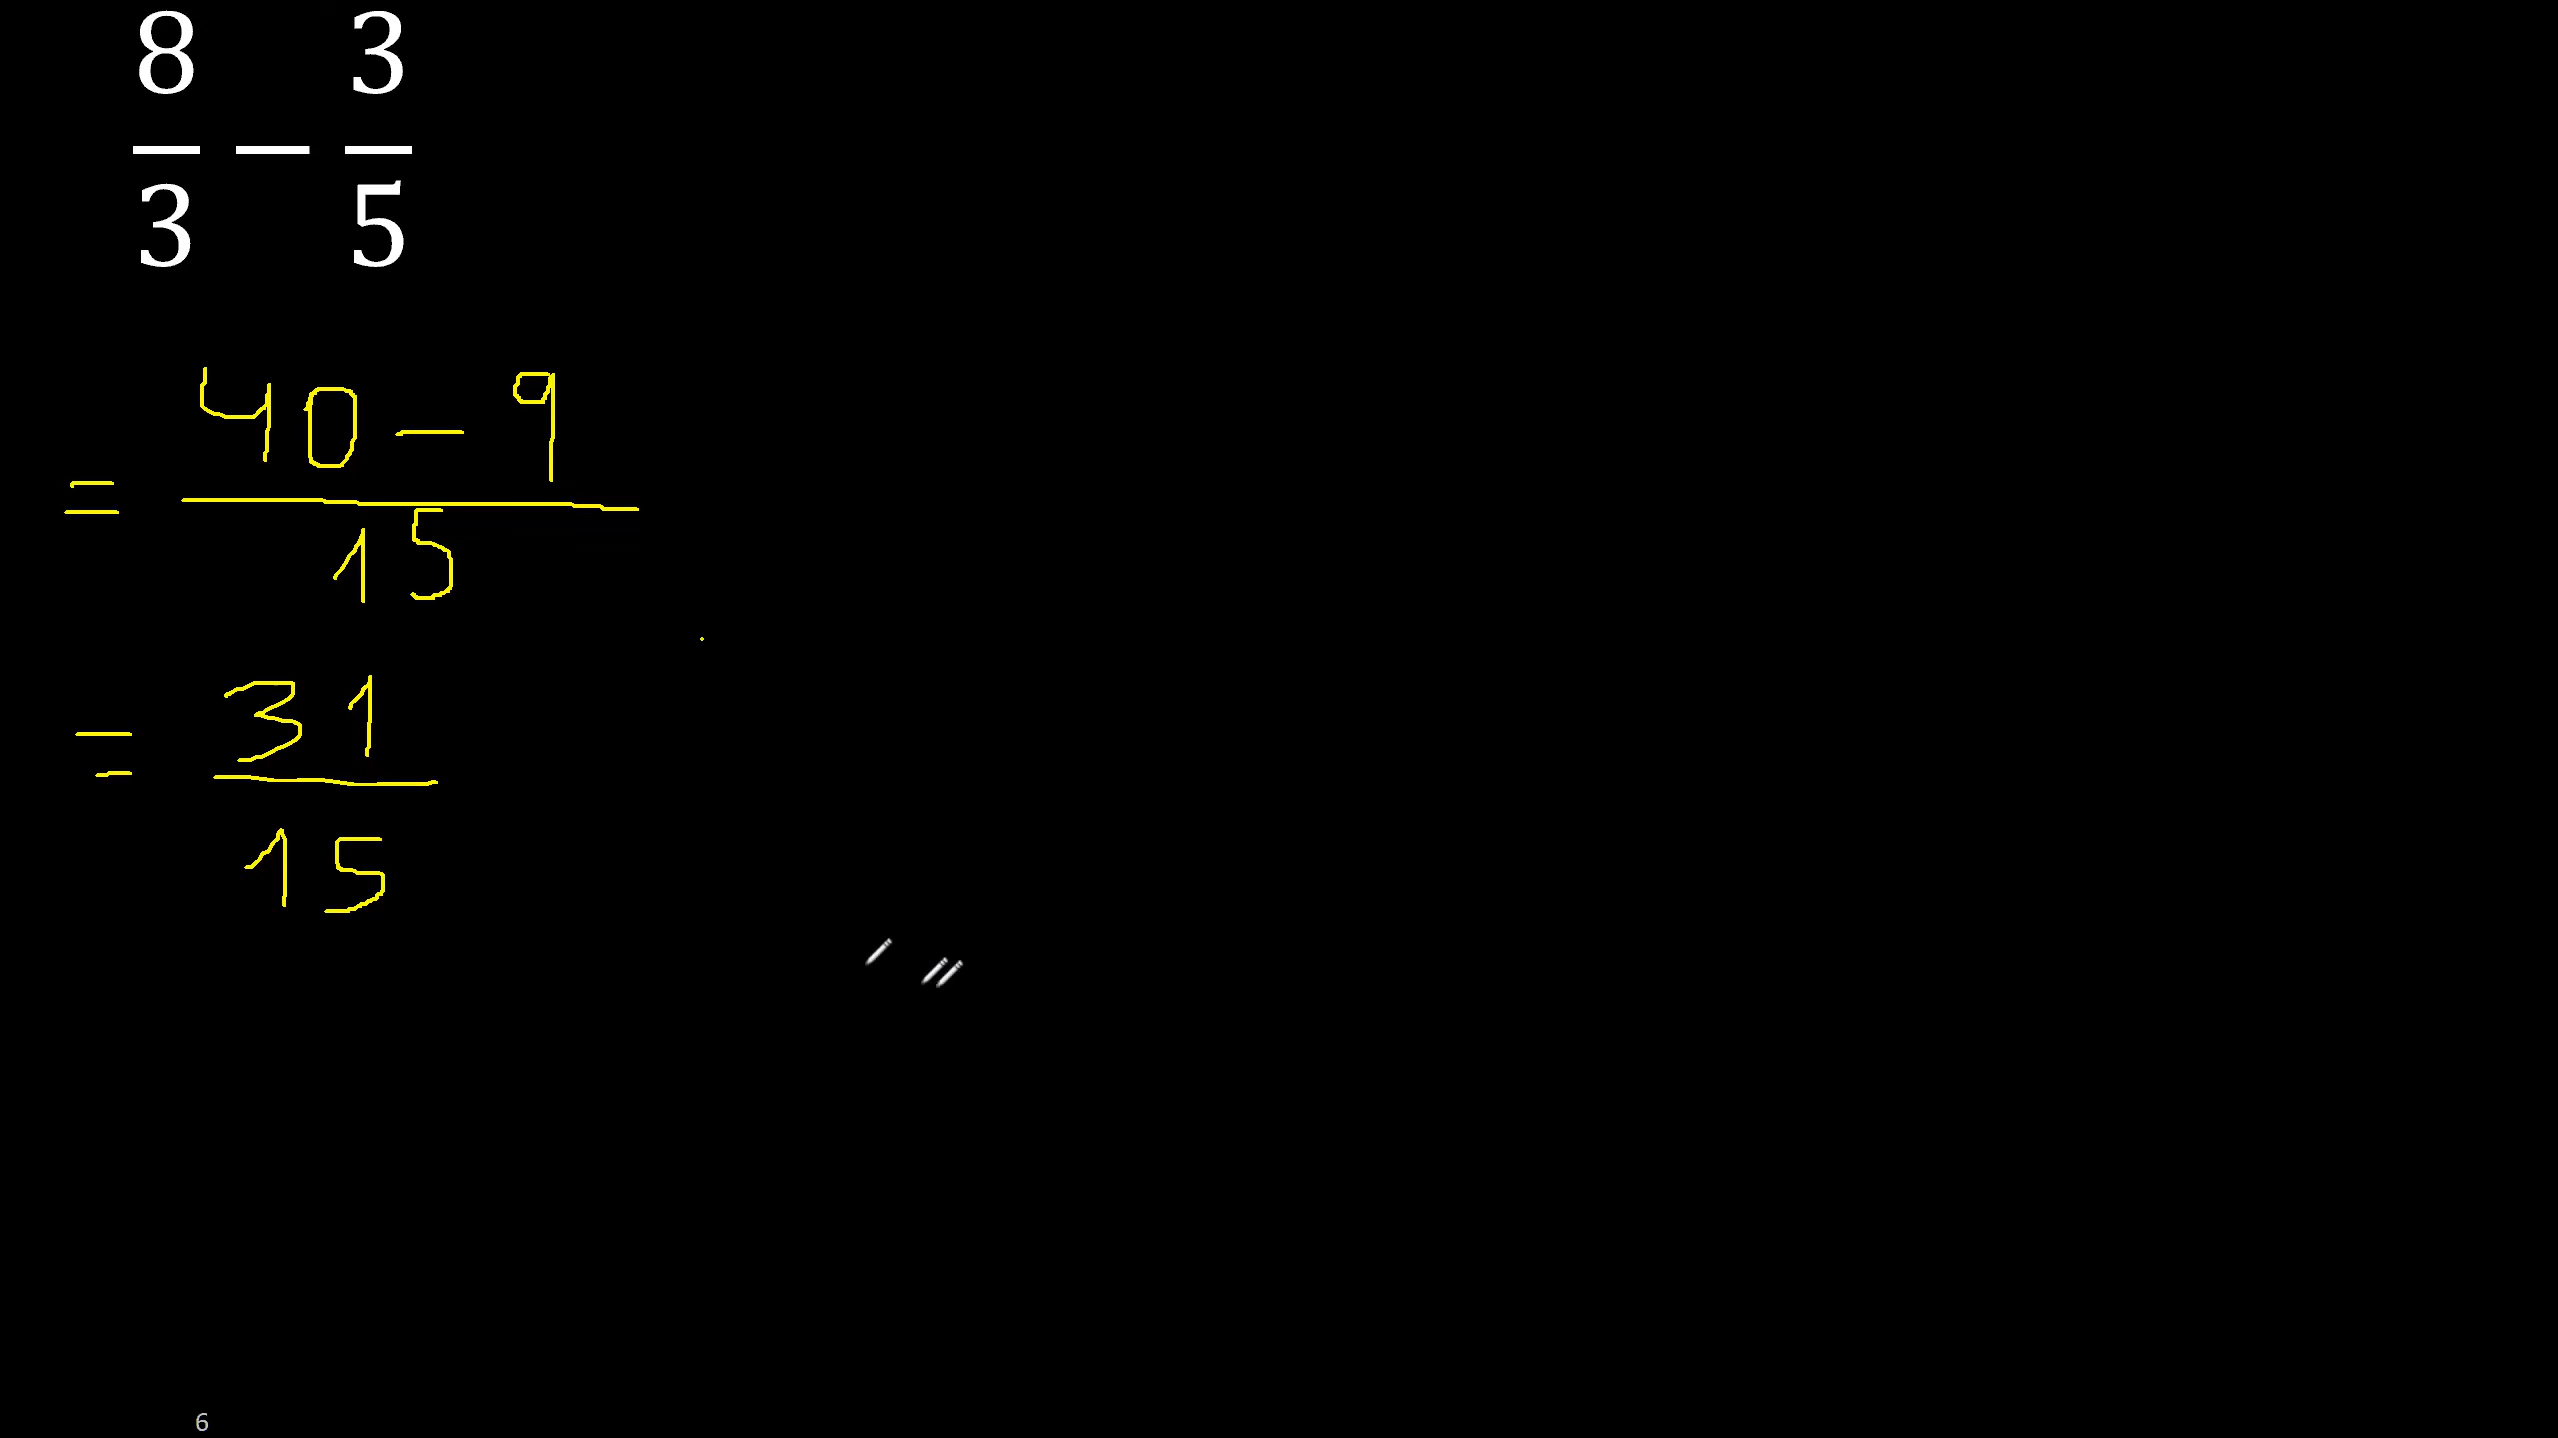 8/3 − 3/5
= 40 − 9 / 15
= 31 / 15
6